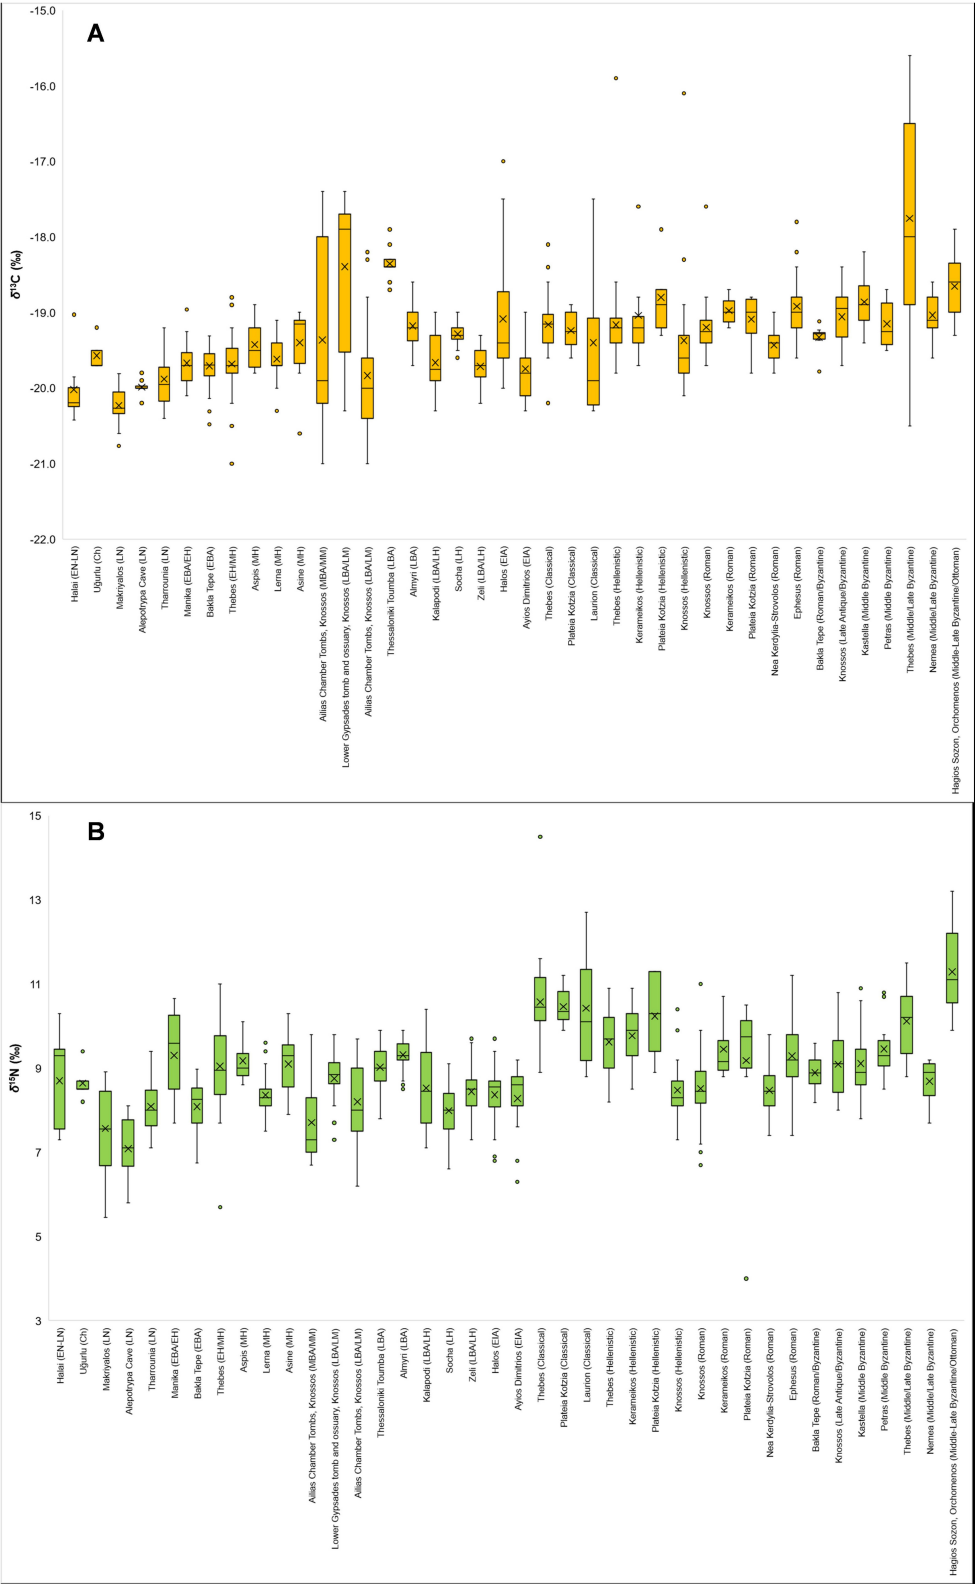 A
-15.0
-16.0
-17.0
-18.0
-19.0
-20.0
-21.0
-22.0
δ¹³C (‰)
Halai (EN-LN)
Uğurlu (Ch)
Makriyalos (LN)
Alepotrypa Cave (LN)
Tharrounia (LN)
Manika (EBA/EH)
Bakla Tepe (EBA)
Thebes (EH/MH)
Aspis (MH)
Lerna (MH)
Asine (MH)
Ailias Chamber Tombs, Knossos (MBA/MM)
Lower Gypsades tomb and ossuary, Knossos (LBA/LM)
Ailias Chamber Tombs, Knossos (LBA/LM)
Thessaloniki Toumba (LBA)
Almyri (LBA)
Kalapodi (LBA/LH)
Socha (LH)
Zeli (LBA/LH)
Halos (EIA)
Ayios Dimitrios (EIA)
Thebes (Classical)
Plateia Kotzia (Classical)
Laurion (Classical)
Thebes (Hellenistic)
Kerameikos (Hellenistic)
Plateia Kotzia (Hellenistic)
Knossos (Hellenistic)
Knossos (Roman)
Kerameikos (Roman)
Plateia Kotzia (Roman)
Nea Kerdylia-Strovolos (Roman)
Ephesus (Roman)
Bakla Tepe (Roman/Byzantine)
Knossos (Late Antique/Byzantine)
Kastella (Middle Byzantine)
Petras (Middle Byzantine)
Thebes (Middle/Late Byzantine)
Nemea (Middle/Late Byzantine)
Hagios Sozon, Orchomenos (Middle-Late Byzantine/Ottoman)
B
15
13
11
9
7
5
3
δ¹⁵N (‰)
Halai (EN-LN)
Uğurlu (Ch)
Makriyalos (LN)
Alepotrypa Cave (LN)
Tharrounia (LN)
Manika (EBA/EH)
Bakla Tepe (EBA)
Thebes (EH/MH)
Aspis (MH)
Lerna (MH)
Asine (MH)
Ailias Chamber Tombs, Knossos (MBA/MM)
Lower Gypsades tomb and ossuary, Knossos (LBA/LM)
Ailias Chamber Tombs, Knossos (LBA/LM)
Thessaloniki Toumba (LBA)
Almyri (LBA)
Kalapodi (LBA/LH)
Socha (LH)
Zeli (LBA/LH)
Halos (EIA)
Ayios Dimitrios (EIA)
Thebes (Classical)
Plateia Kotzia (Classical)
Laurion (Classical)
Thebes (Hellenistic)
Kerameikos (Hellenistic)
Plateia Kotzia (Hellenistic)
Knossos (Hellenistic)
Knossos (Roman)
Kerameikos (Roman)
Plateia Kotzia (Roman)
Nea Kerdylia-Strovolos (Roman)
Ephesus (Roman)
Bakla Tepe (Roman/Byzantine)
Knossos (Late Antique/Byzantine)
Kastella (Middle Byzantine)
Petras (Middle Byzantine)
Thebes (Middle/Late Byzantine)
Nemea (Middle/Late Byzantine)
Hagios Sozon, Orchomenos (Middle-Late Byzantine/Ottoman)